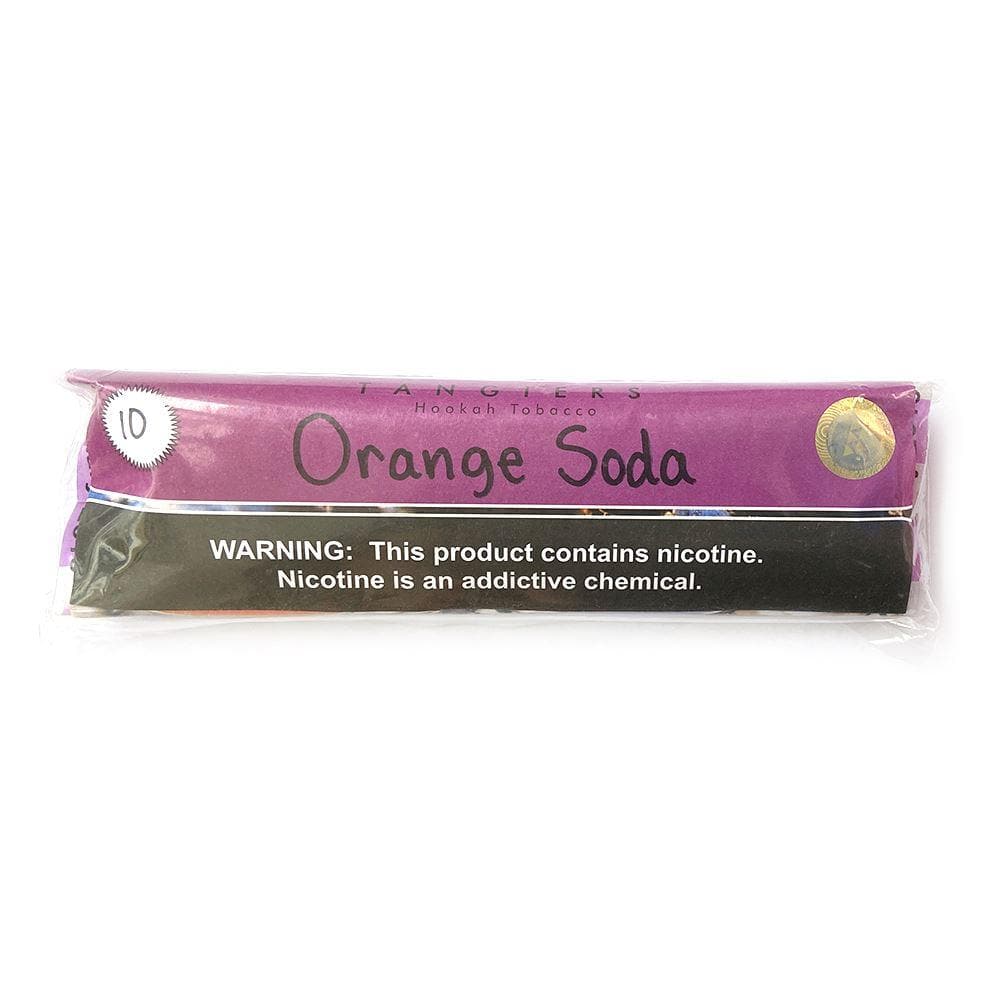 TANGIERS
Hookah Tobacco
10
Orange Soda
WARNING: This product contains nicotine.
Nicotine is an addictive chemical.